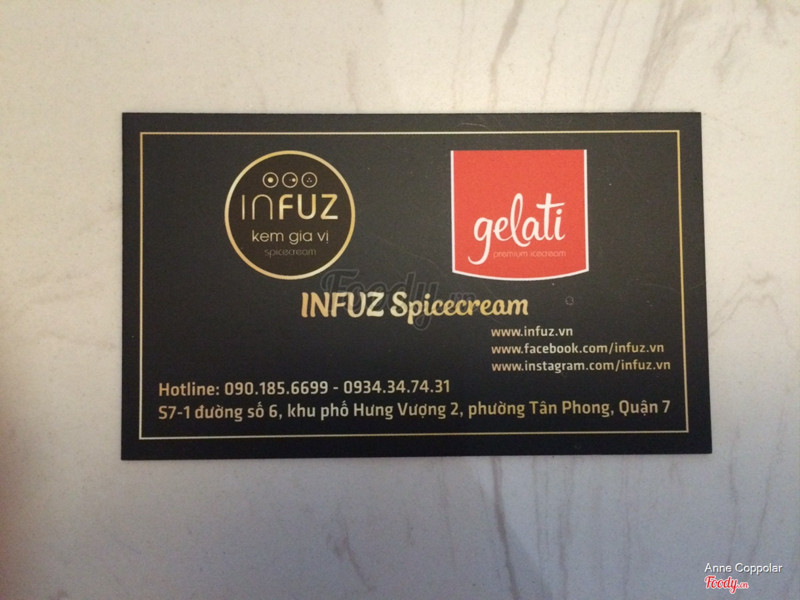 INFUZ
kem gia vị
spicecream
gelati
premium icecream
Foody.vn
INFUZ Spicecream
www.infuz.vn
www.facebook.com/infuz.vn
www.instagram.com/infuz.vn
Hotline: 090.185.6699 - 0934.34.74.31
S7-1 đường số 6, khu phố Hưng Vượng 2, phường Tân Phong, Quận 7
Anne Coppolar
Foody.vn